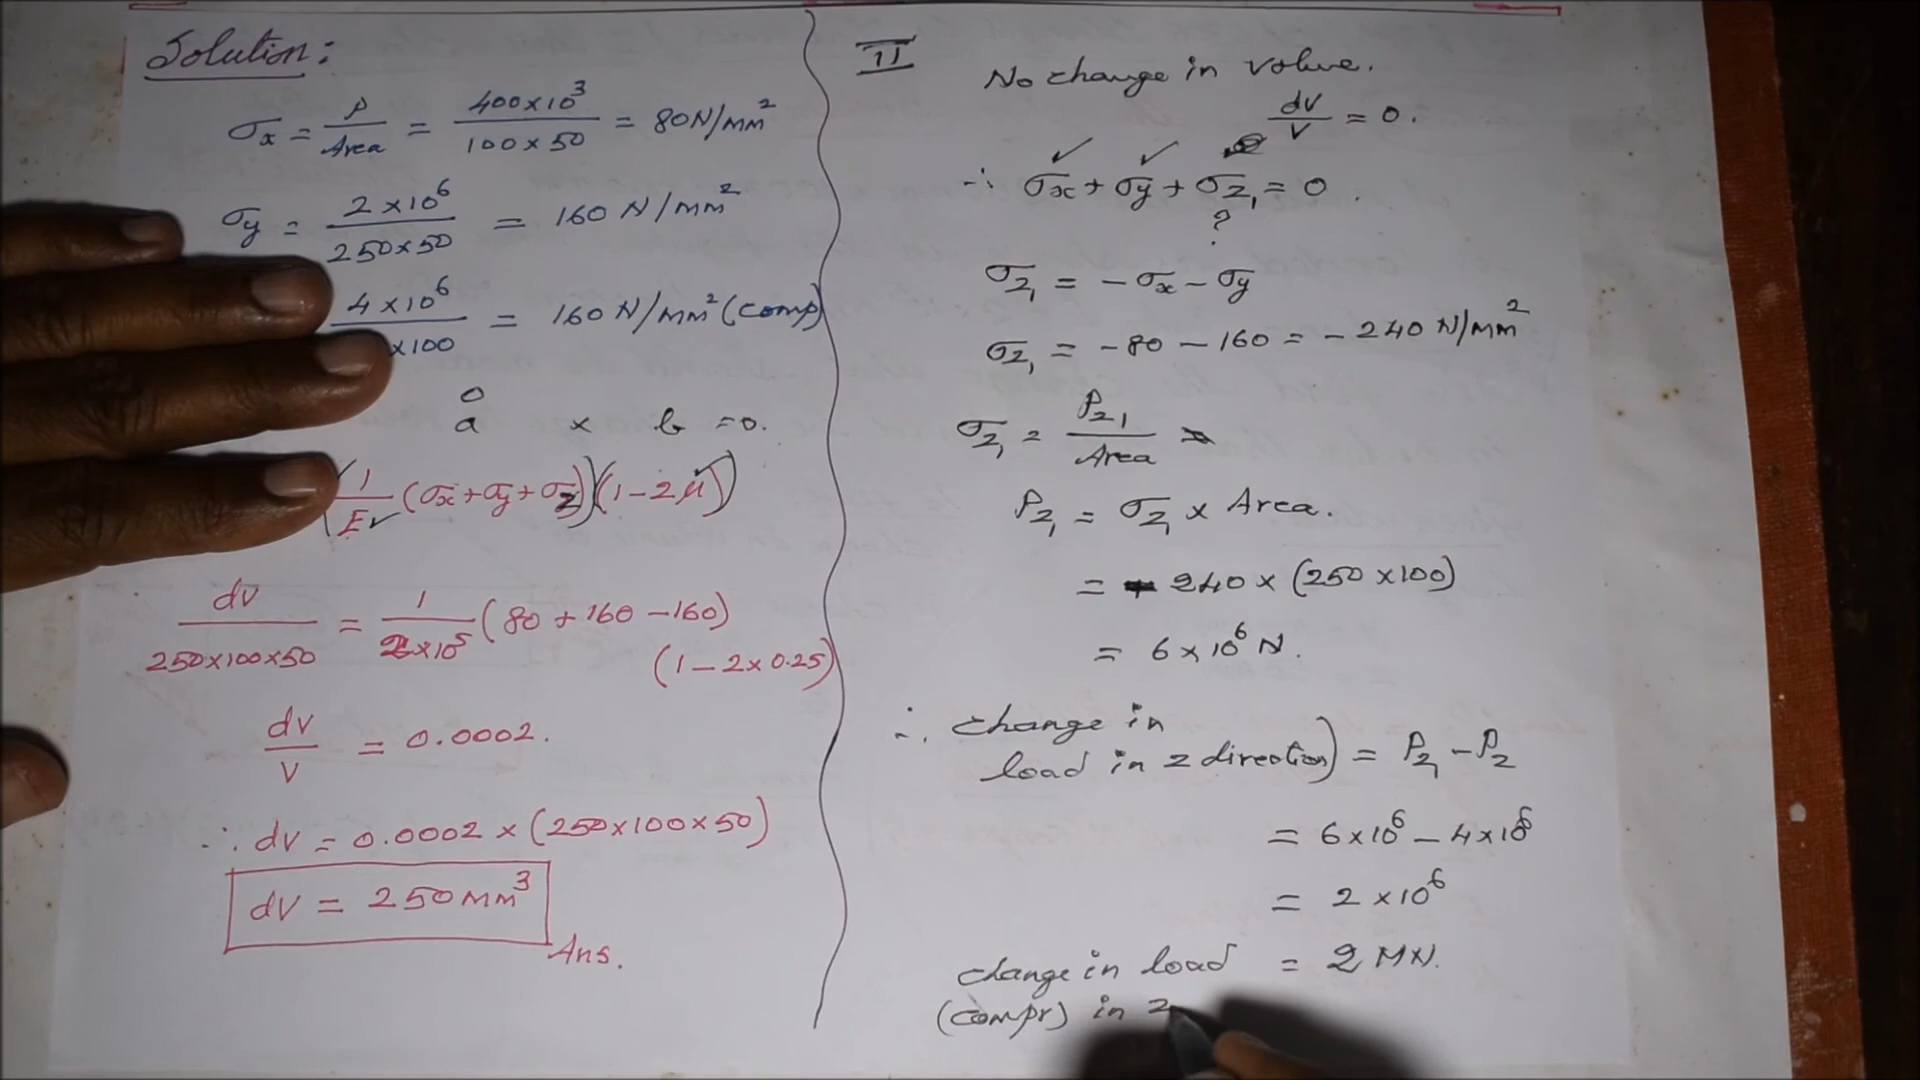 Solution:
σx = P/Area = 400×10³/100×50 = 80N/mm²
σy = 2×10⁶/250×50 = 160 N/mm²
4×10⁶/×100 = 160 N/mm² (comp)
0
a × b =0.
(1/E (σx+σy+σz))(1-2μ)
dv/250×100×50 = 1/2×10⁵ (80+160-160)
(1-2×0.25)
dv/v = 0.0002.
∴ dv = 0.0002×(250×100×50)
dv = 250mm³
Ans.
II
No change in volume.
dv/v = 0.
∴ σx+σy+σz₁ = 0
?
σz₁ = -σx-σy
σz₁ = -80-160 = -240 N/mm²
σz₁ = Pz₁/Area
Pz₁ = σz₁ × Area.
= 240×(250×100)
= 6×10⁶ N.
∴ change in
load in z direction) = Pz₁-Pz
= 6×10⁶-4×10⁶
= 2×10⁶
change in load = 2 MN.
(compr) in z